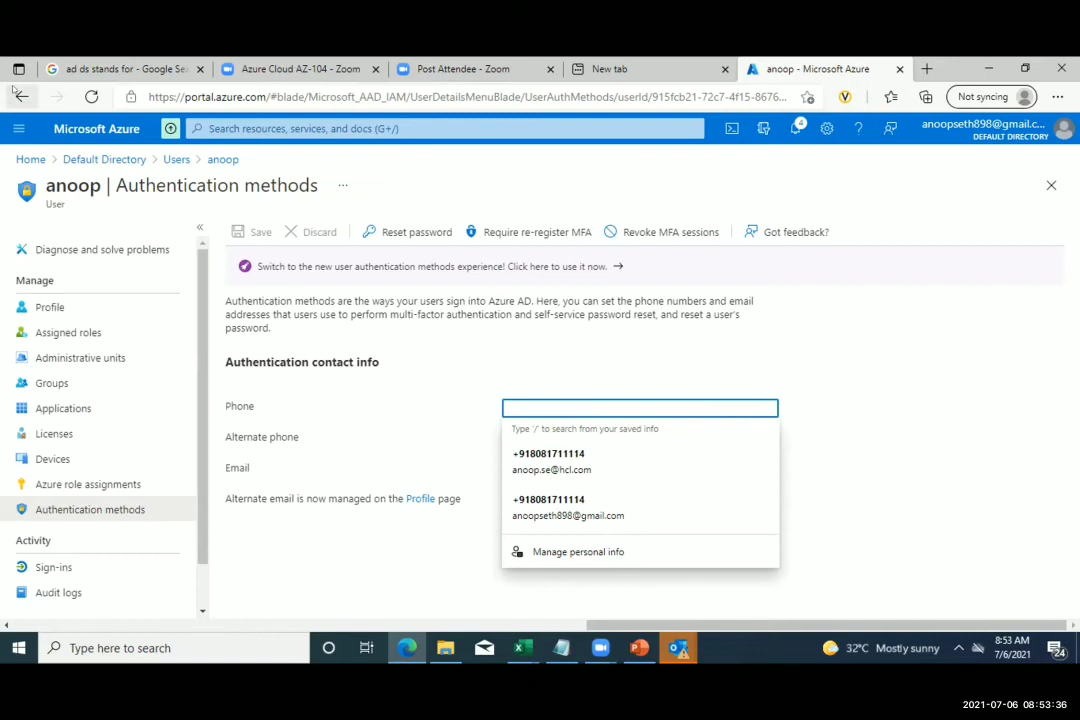 ad ds stands for - Google Se
Azure Cloud AZ-104 - Zoom
Post Attendee - Zoom
New tab
anoop - Microsoft Azure
https://portal.azure.com/#blade/Microsoft_AAD_IAM/UserDetailsMenuBlade/UserAuthMethods/userId/915fcb21-72c7-4f15-8676...
Not syncing
Microsoft Azure
Search resources, services, and docs (G+/)
4
anoopseth898@gmail.c...
DEFAULT DIRECTORY
Home > Default Directory > Users > anoop
anoop | Authentication methods ...
User
Diagnose and solve problems
Manage
Profile
Assigned roles
Administrative units
Groups
Applications
Licenses
Devices
Azure role assignments
Authentication methods
Activity
Sign-ins
Audit logs
Save
Discard
Reset password
Require re-register MFA
Revoke MFA sessions
Got feedback?
Switch to the new user authentication methods experience! Click here to use it now. →
Authentication methods are the ways your users sign into Azure AD. Here, you can set the phone numbers and email
addresses that users use to perform multi-factor authentication and self-service password reset, and reset a user's
password.
Authentication contact info
Phone
Alternate phone
Email
Alternate email is now managed on the Profile page
Type '/' to search from your saved info
+918081711114
anoop.se@hcl.com
+918081711114
anoopseth898@gmail.com
Manage personal info
Type here to search
32°C Mostly sunny
8:53 AM
7/6/2021
24
2021-07-06 08:53:36